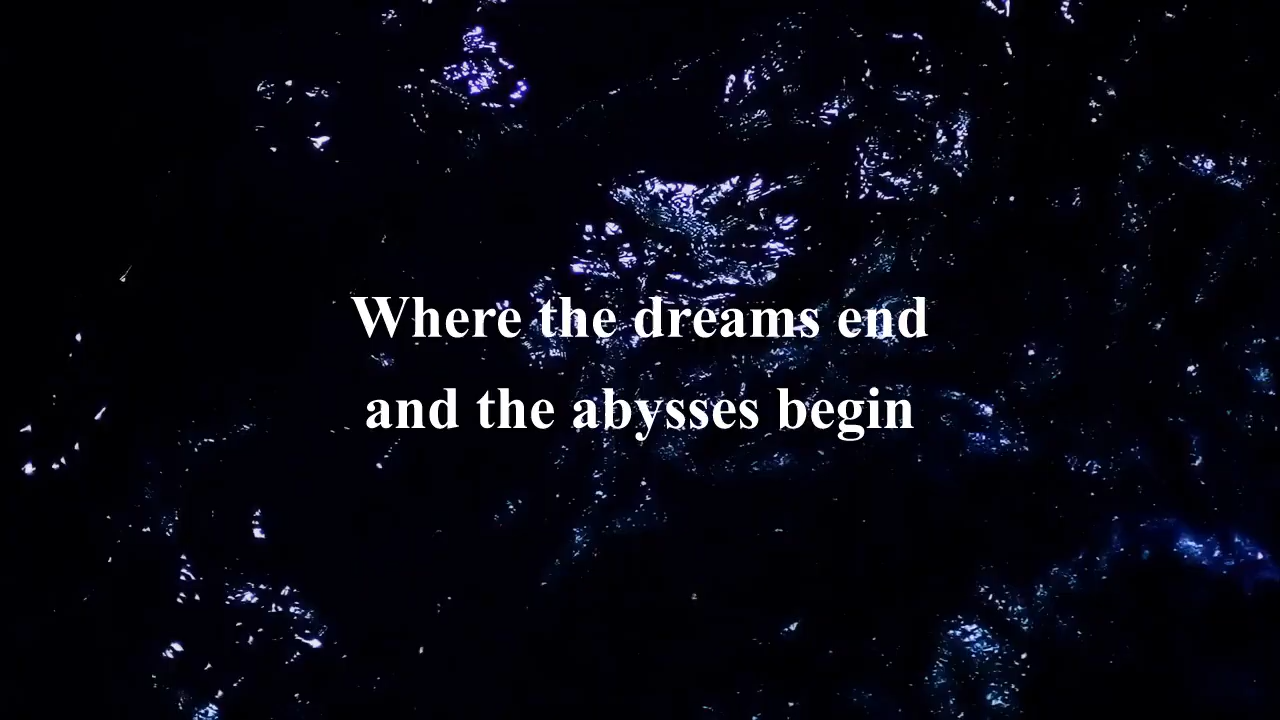 Where the dreams end
and the abysses begin